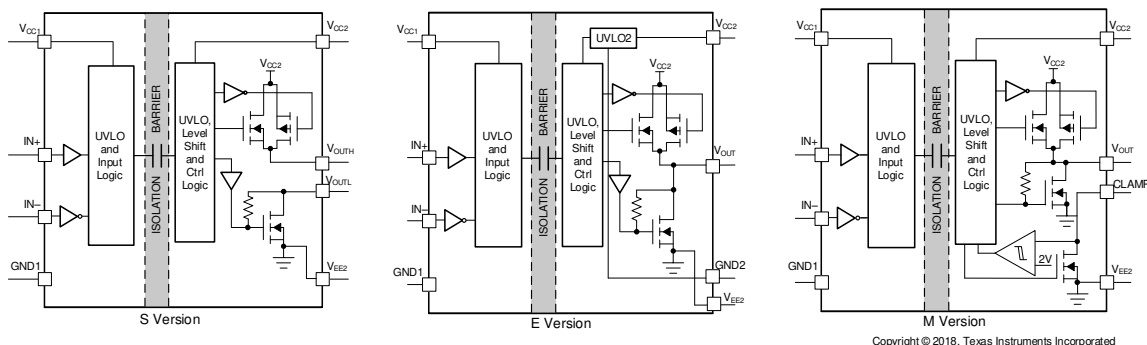 VCC1
UVLO
and
Input
Logic
IN+
IN−
GND1
ISOLATION BARRIER
UVLO,
Level
Shift
and
Ctrl
Logic
VCC2
VCC2
VOUTH
VOUTL
VEE2
S Version
VCC1
UVLO
and
Input
Logic
IN+
IN−
GND1
ISOLATION BARRIER
UVLO,
Level
Shift
and
Ctrl
Logic
UVLO2
VCC2
VCC2
VOUT
GND2
VEE2
E Version
VCC1
UVLO
and
Input
Logic
IN+
IN−
GND1
ISOLATION BARRIER
UVLO,
Level
Shift
and
Ctrl
Logic
VCC2
VCC2
VOUT
CLAMP
2V
VEE2
M Version
Copyright © 2018, Texas Instruments Incorporated